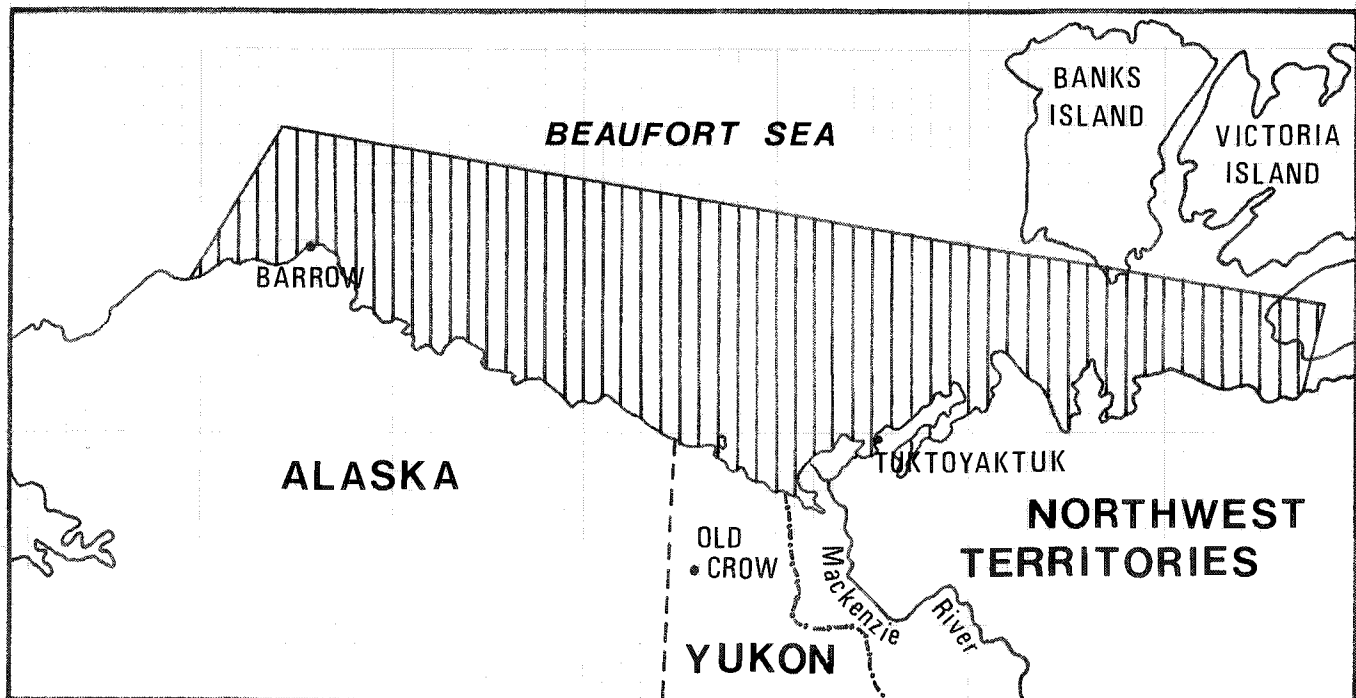 BANKS
ISLAND
BEAUFORT SEA
VICTORIA
ISLAND
BARROW
TUKTOYAKTUK
ALASKA
NORTHWEST
TERRITORIES
OLD
CROW
Mackenzie
River
YUKON